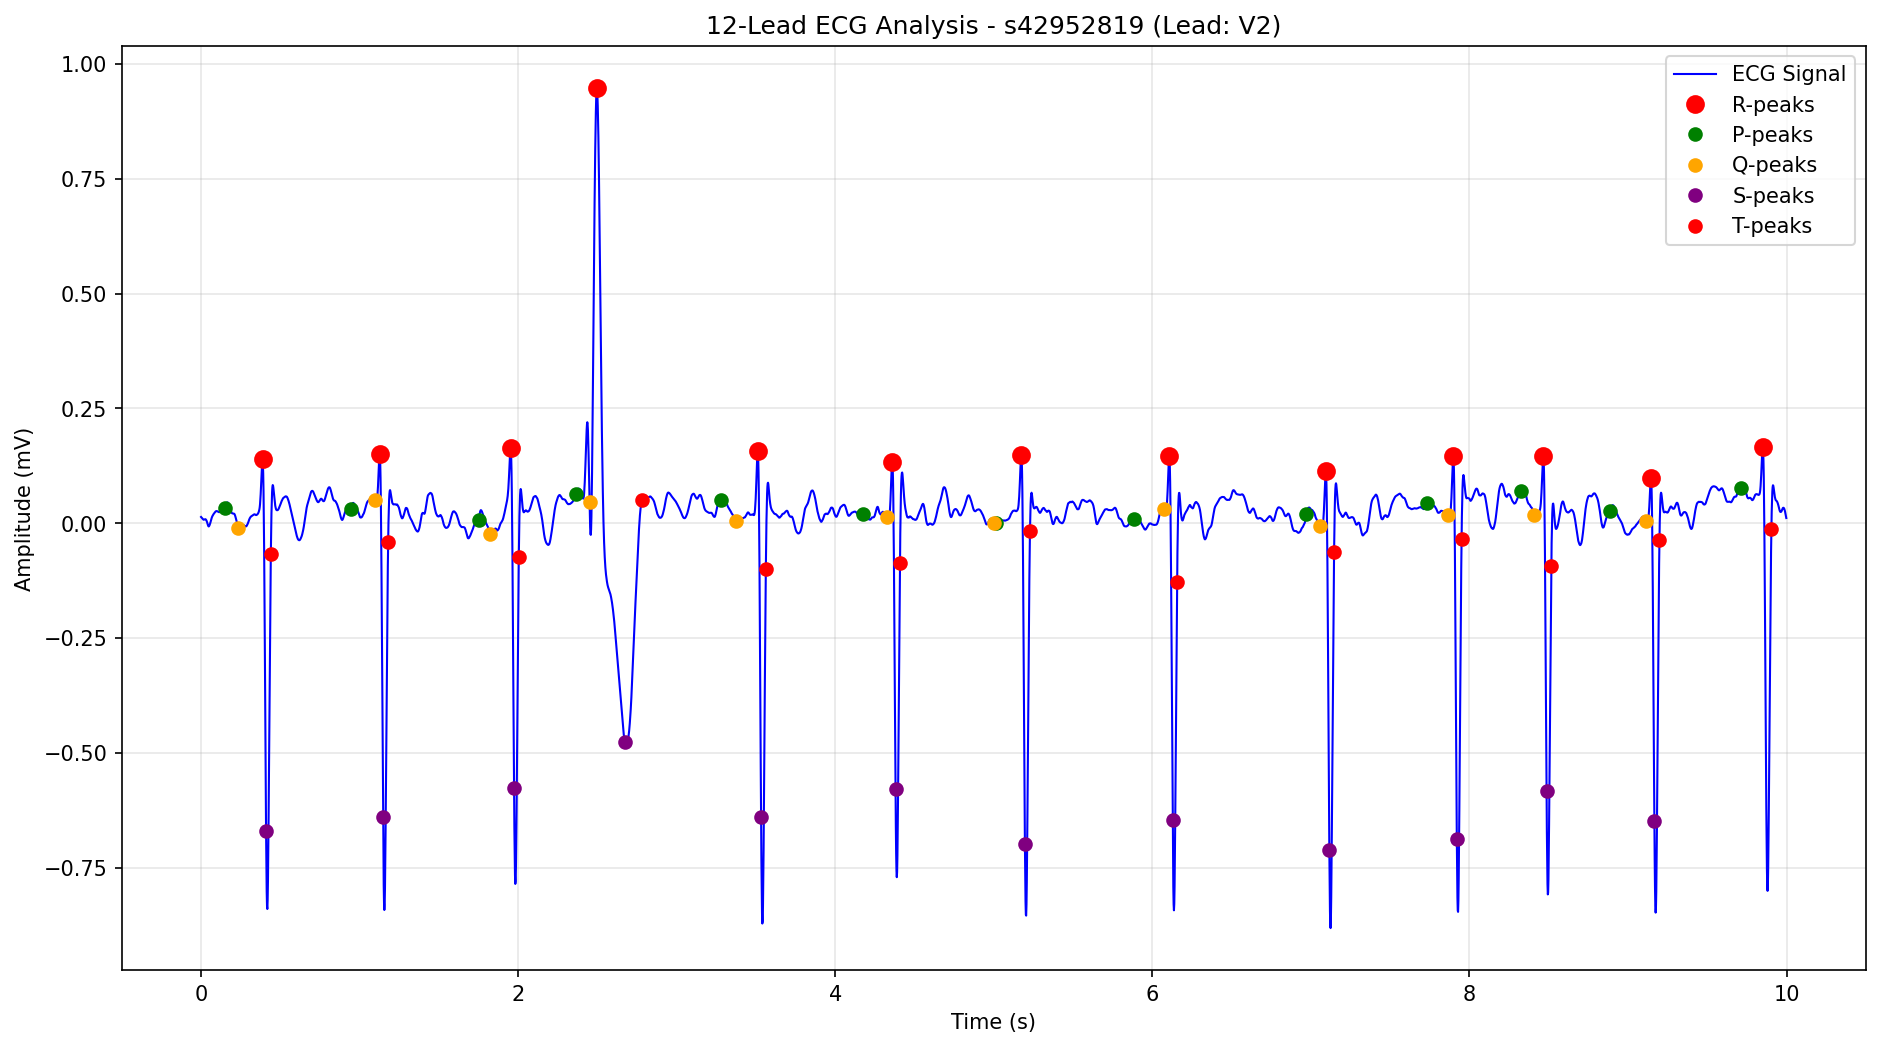 12-Lead ECG Analysis - s42952819 (Lead: V2)
ECG Signal
R-peaks
P-peaks
Q-peaks
S-peaks
T-peaks
Amplitude (mV)
1.00
0.75
0.50
0.25
0.00
−0.25
−0.50
−0.75
0 2 4 6 8 10
Time (s)